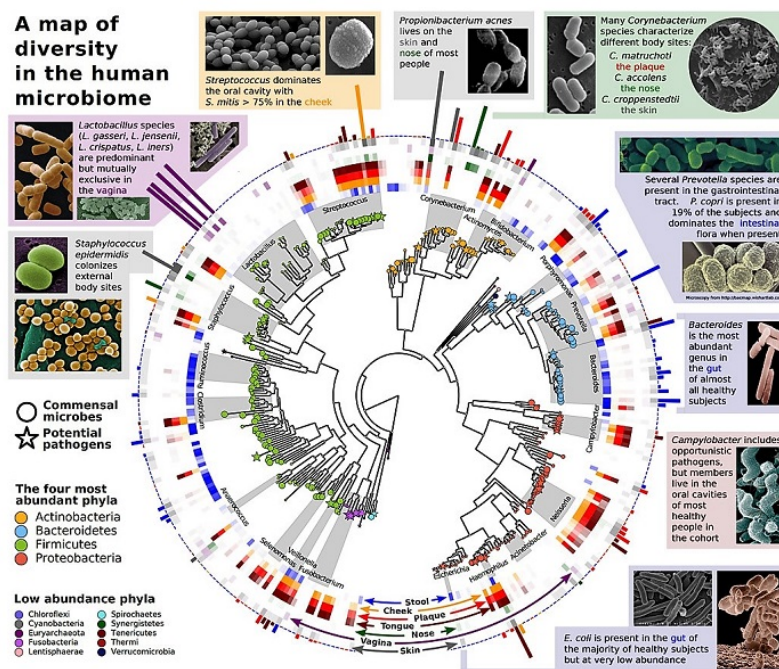 A map of
diversity
in the human
microbiome
Streptococcus dominates
the oral cavity with
S. mitis > 75% in the cheek
Propionibacterium acnes
lives on the skin and
nose of most
people
Many Corynebacterium
species characterize
different body sites:
C. matruchoti
the plaque
C. accolens
the nose
C. croppenstedtii
the skin
Lactobacillus species
(L. gasseri, L. jensenii,
L. crispatus, L. iners)
are predominant
but mutually
exclusive in
the vagina
Several Prevotella species are
present in the gastrointestinal
tract. P. copri is present in
19% of the subjects and
dominates the intestinal
flora when present
Staphylococcus
epidermidis
colonizes
external
body sites
Bacteroides
is the most
abundant
genus in
the gut
of almost
all healthy
subjects
Campylobacter includes
opportunistic
pathogens,
but members
live in the
oral cavities
of most
healthy
people in
the cohort
E. coli is present in the gut of
the majority of healthy subjects
but at very low abundance
Streptococcus
Lactobacillus
Staphylococcus
Ruminococcus
Clostridium
Anaerococcus
Selenomonas
Veillonella
Fusobacterium
Corynebacterium
Actinomyces
Bifidobacterium
Porphyromonas
Prevotella
Bacteroides
Campylobacter
Neisseria
Acinetobacter
Haemophilus
Escherichia
Stool
Cheek
Plaque
Tongue
Nose
Vagina
Skin
Commensal
microbes
Potential
pathogens
The four most
abundant phyla
Actinobacteria
Bacteroidetes
Firmicutes
Proteobacteria
Low abundance phyla
Chloroflexi
Cyanobacteria
Euryarchaeota
Fusobacteria
Lentisphaerae
Spirochaetes
Synergistetes
Tenericutes
Thermi
Verrucomicrobia